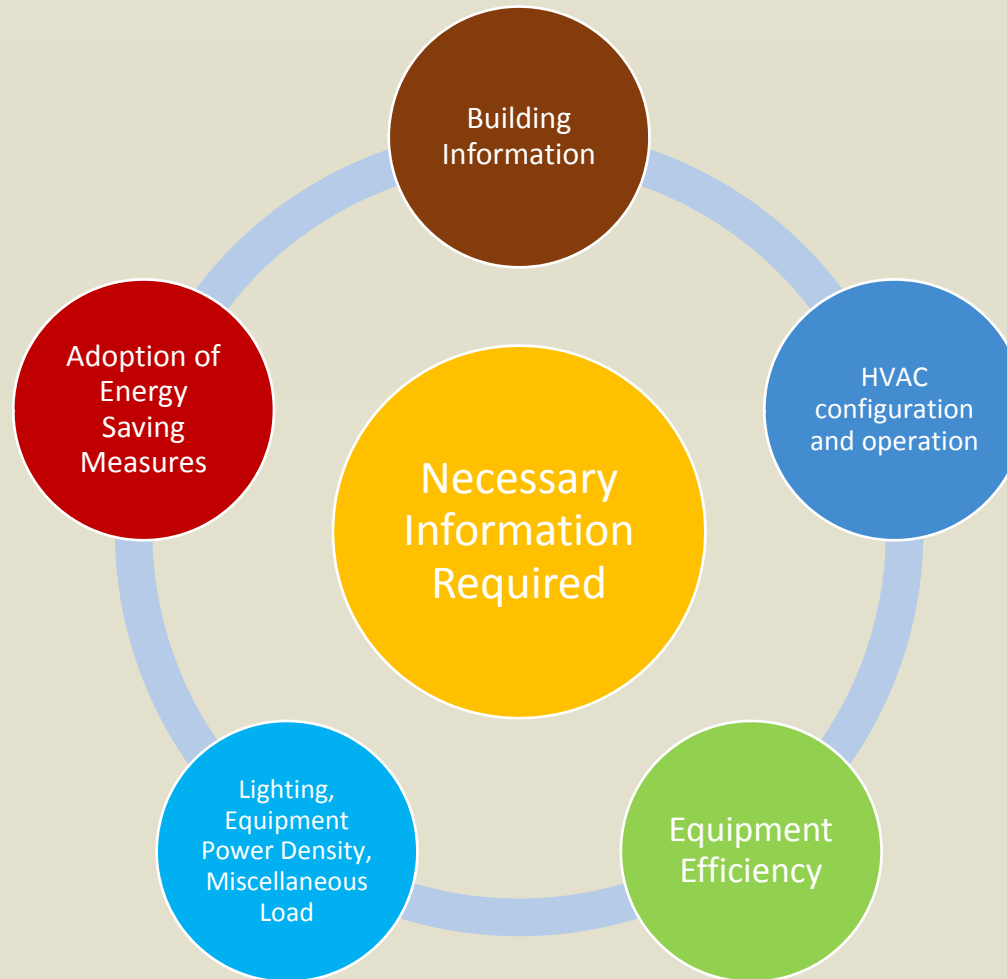 Building
Information
HVAC
configuration
and operation
Equipment
Efficiency
Lighting,
Equipment
Power Density,
Miscellaneous
Load
Adoption of
Energy
Saving
Measures
Necessary
Information
Required